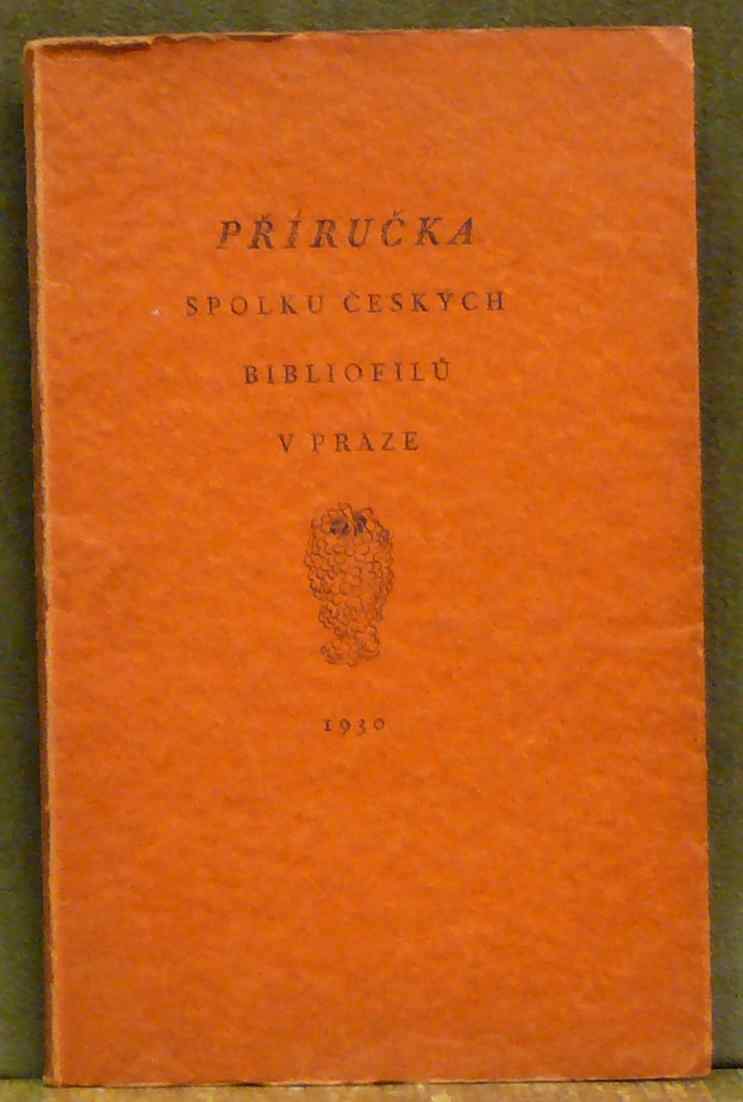 PŘÍRUČKA
SPOLKU ČESKÝCH
BIBLIOFILŮ
V PRAZE
1930